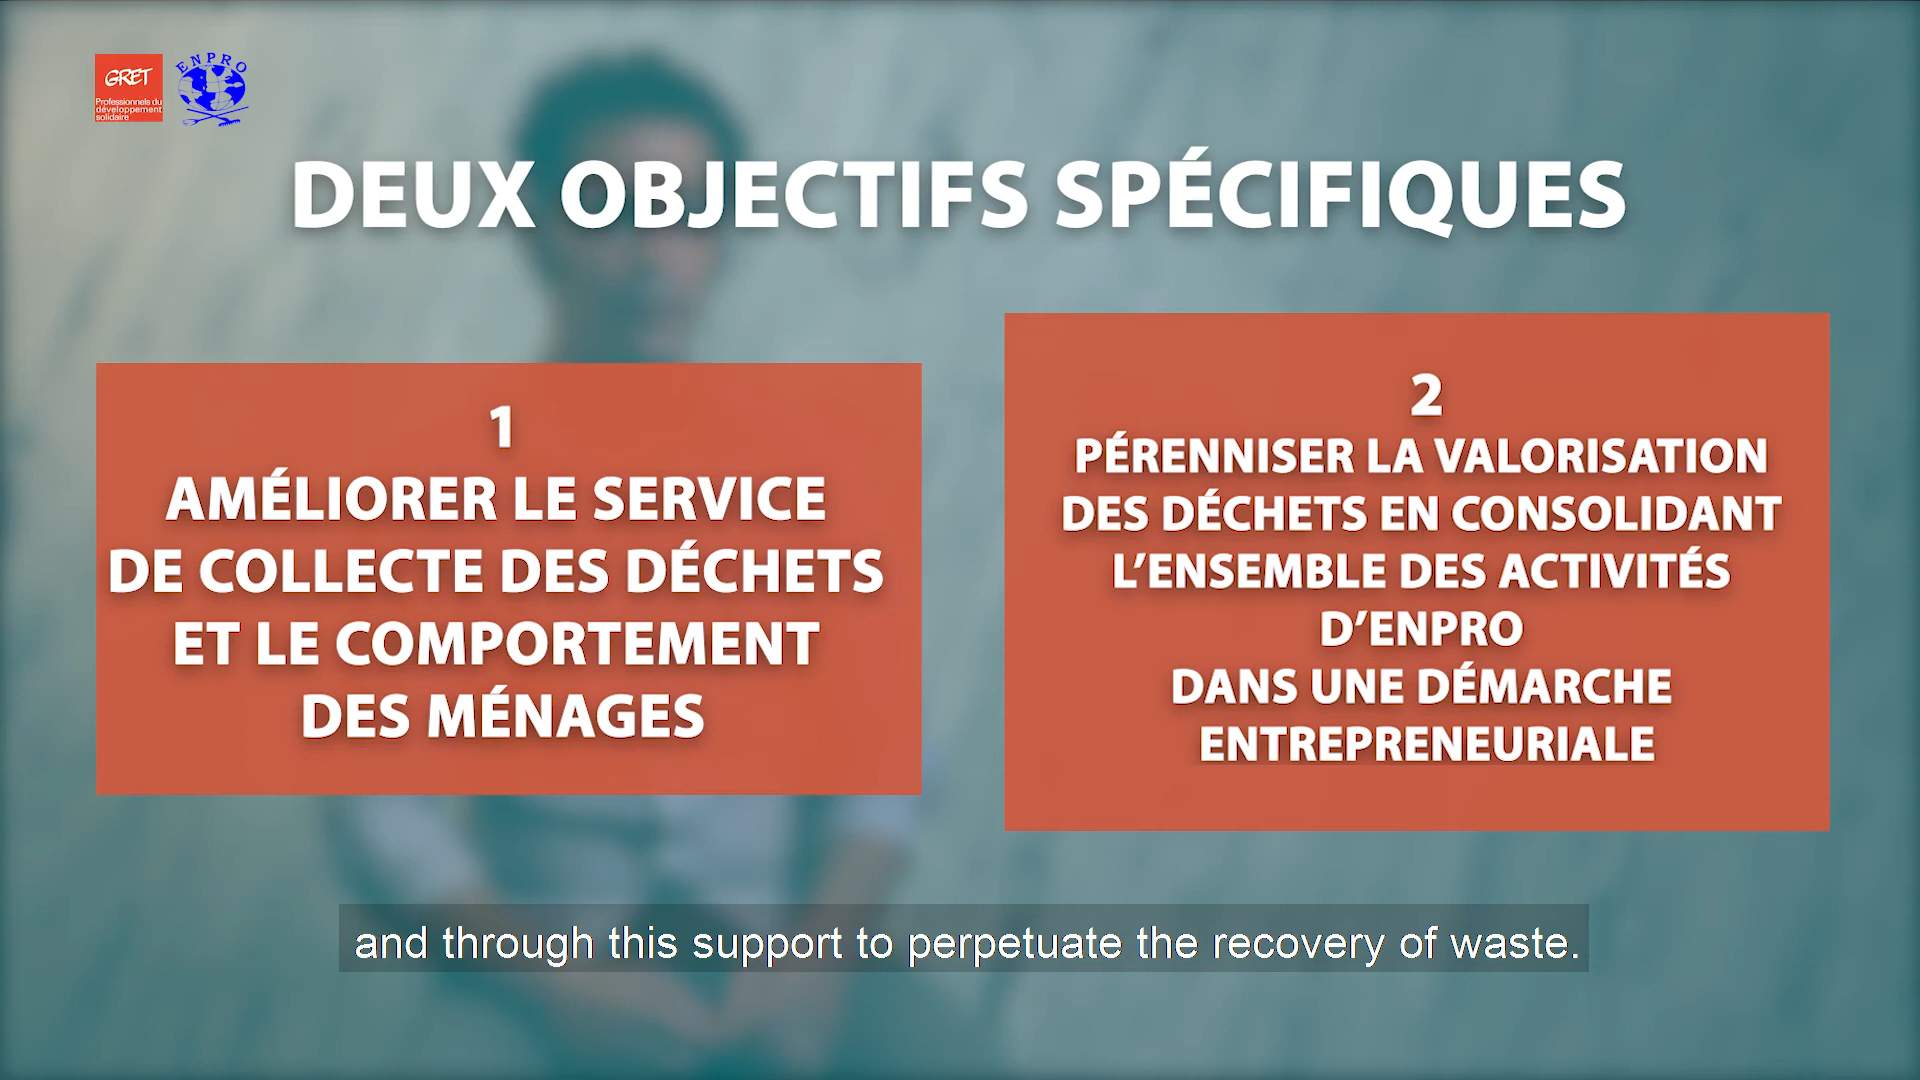 GRET
Professionnels du
développement
solidaire
ENPRO
DEUX OBJECTIFS SPÉCIFIQUES
1
AMÉLIORER LE SERVICE
DE COLLECTE DES DÉCHETS
ET LE COMPORTEMENT
DES MÉNAGES
2
PÉRENNISER LA VALORISATION
DES DÉCHETS EN CONSOLIDANT
L’ENSEMBLE DES ACTIVITÉS
D’ENPRO
DANS UNE DÉMARCHE
ENTREPRENEURIALE
and through this support to perpetuate the recovery of waste.